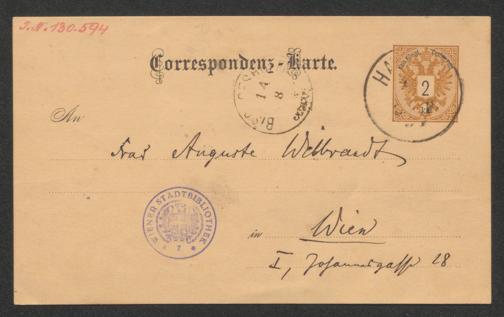 J.N. 130.594
Correspondenz-Karte.
2
An
Frau Auguste Wilbrandt
WIENER STADTBIBLIOTHEK
in Wien
I, Johannesgasse 28